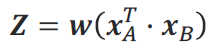 Z = w(x_A^T · x_B)